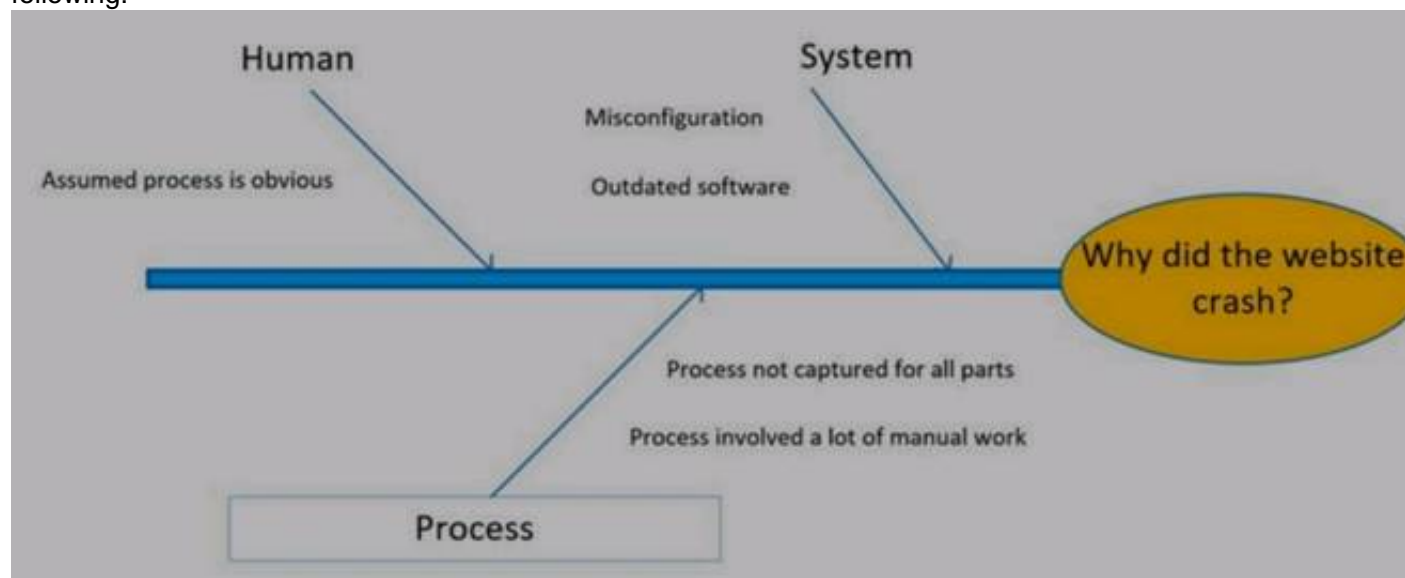 following:
Human
System
Misconfiguration
Assumed process is obvious
Outdated software
Why did the website
crash?
Process not captured for all parts
Process involved a lot of manual work
Process